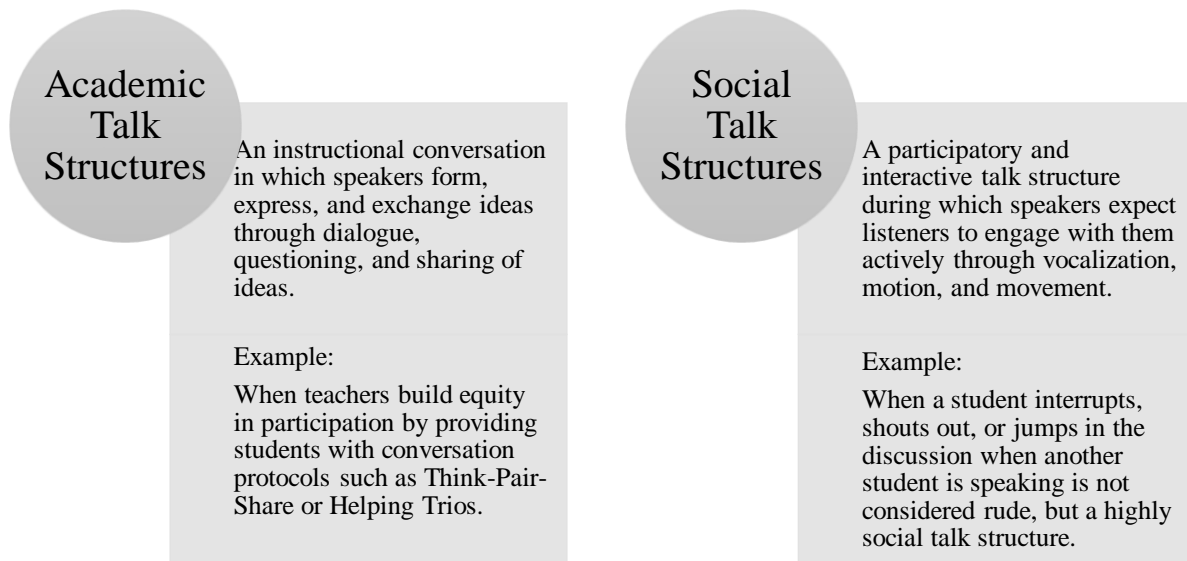 Academic
Talk
Structures
An instructional conversation
in which speakers form,
express, and exchange ideas
through dialogue,
questioning, and sharing of
ideas.
Example:
When teachers build equity
in participation by providing
students with conversation
protocols such as Think-Pair-
Share or Helping Trios.
Social
Talk
Structures
A participatory and
interactive talk structure
during which speakers expect
listeners to engage with them
actively through vocalization,
motion, and movement.
Example:
When a student interrupts,
shouts out, or jumps in the
discussion when another
student is speaking is not
considered rude, but a highly
social talk structure.